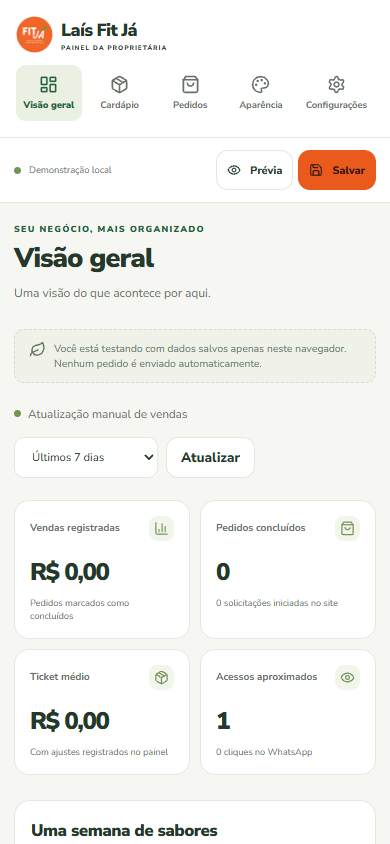 FIT
JÁ
Laís Fit Já
PAINEL DA PROPRIETÁRIA
Visão geral
Cardápio
Pedidos
Aparência
Configurações
Demonstração local
Prévia
Salvar
SEU NEGÓCIO, MAIS ORGANIZADO
Visão geral
Uma visão do que acontece por aqui.
Você está testando com dados salvos apenas neste navegador.
Nenhum pedido é enviado automaticamente.
Atualização manual de vendas
Últimos 7 dias
Atualizar
Vendas registradas
R$ 0,00
Pedidos marcados como
concluídos
Pedidos concluídos
0
0 solicitações iniciadas no site
Ticket médio
R$ 0,00
Com ajustes registrados no painel
Acessos aproximados
1
0 cliques no WhatsApp
Uma semana de sabores